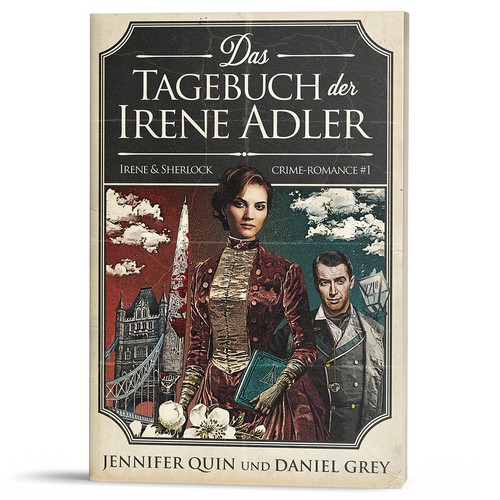 Das
TAGEBUCH der
IRENE ADLER
IRENE & SHERLOCK CRIME-ROMANCE #1
JENNIFER QUIN UND DANIEL GREY